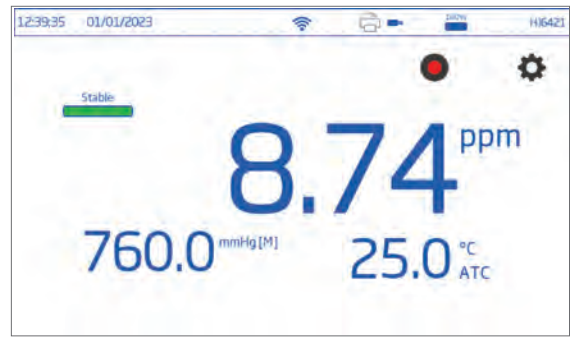 12:39:35 01/01/2023 HI6421
Stable
8.74 ppm
760.0 mmHg [M] 25.0 °C
ATC